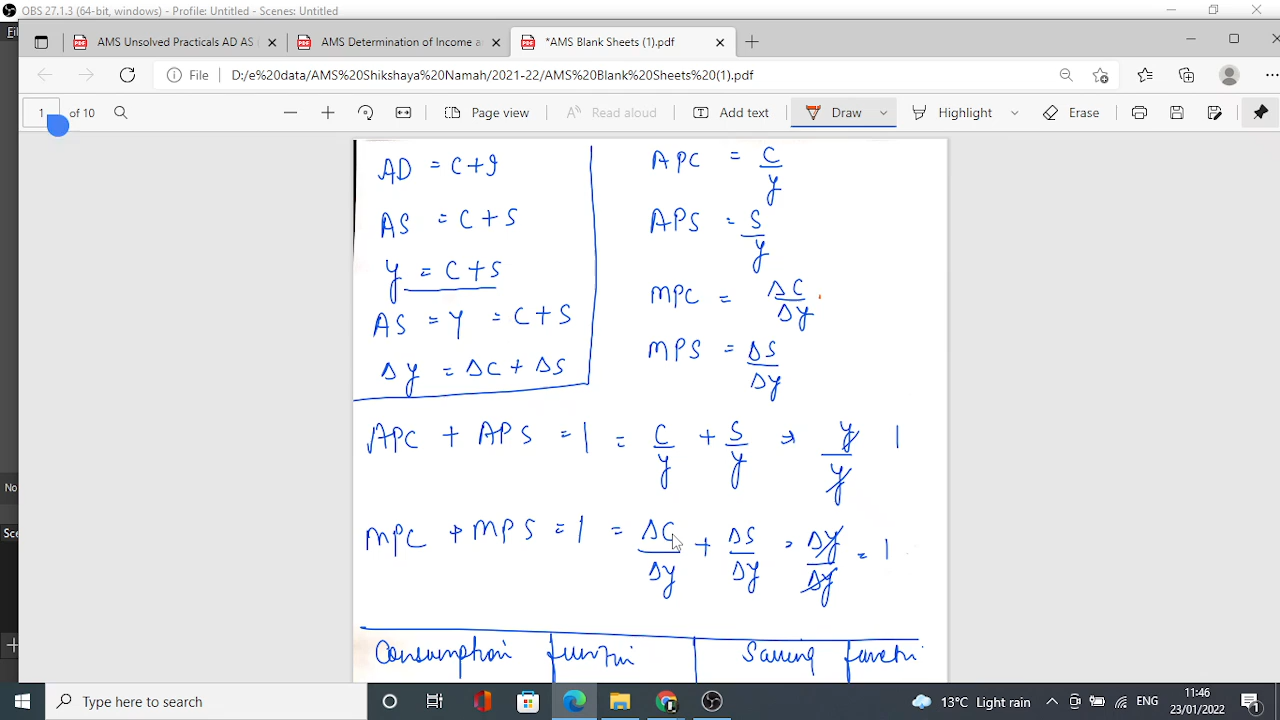 OBS 27.1.3 (64-bit, windows) - Profile: Untitled - Scenes: Untitled
AMS Unsolved Practicals AD AS (
AMS Determination of Income a
*AMS Blank Sheets (1).pdf
File
D:/e%20data/AMS%20Shikshaya%20Namah/2021-22/AMS%20Blank%20Sheets%20(1).pdf
1 of 10
Page view
Read aloud
Add text
Draw
Highlight
Erase
AD = C+I
AS = C+S
y = C+S
AS = Y = C+S
Δy = ΔC + ΔS
APC = C/y
APS = S/y
MPC = ΔC/Δy
MPS = ΔS/Δy
APC + APS = 1 = C/y + S/y ⇒ y/y 1
MPC + MPS = 1 = ΔC/Δy + ΔS/Δy = Δy/Δy = 1
Consumption
No
Sce
Type here to search
13°C Light rain
ENG
11:46
23/01/2022